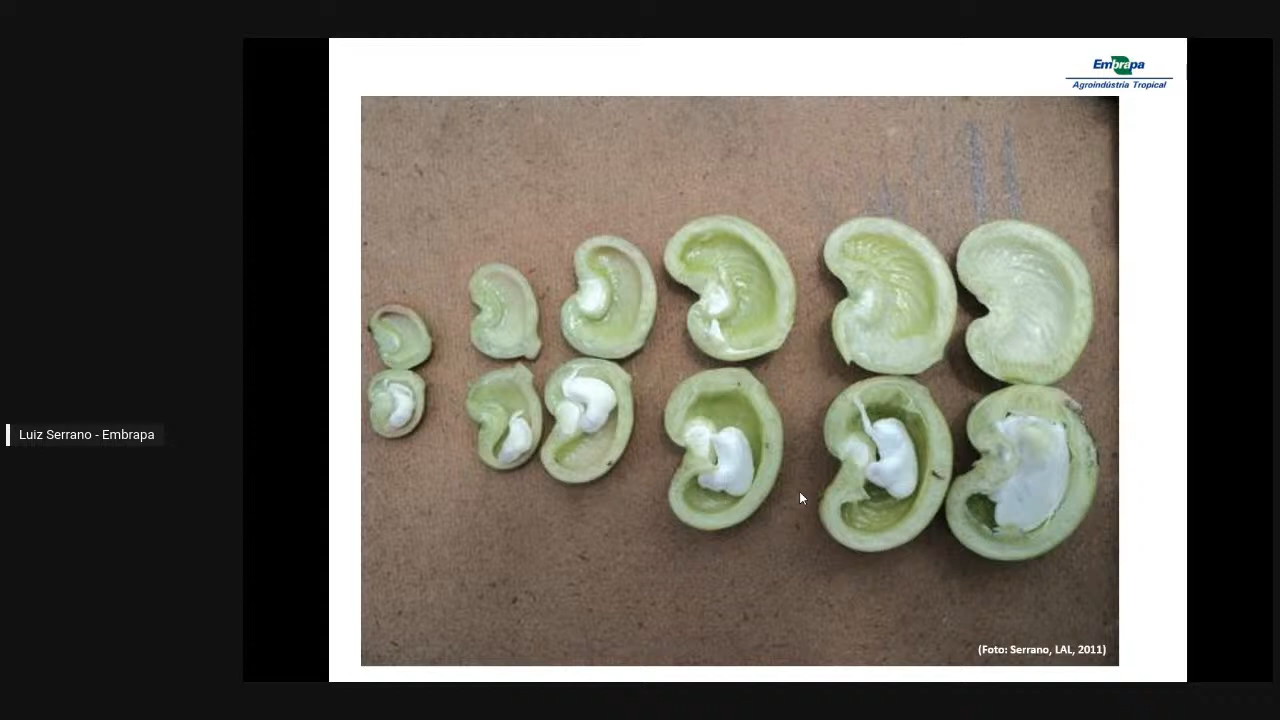 Embrapa
Agroindústria Tropical
Luiz Serrano - Embrapa
(Foto: Serrano, LAL, 2011)